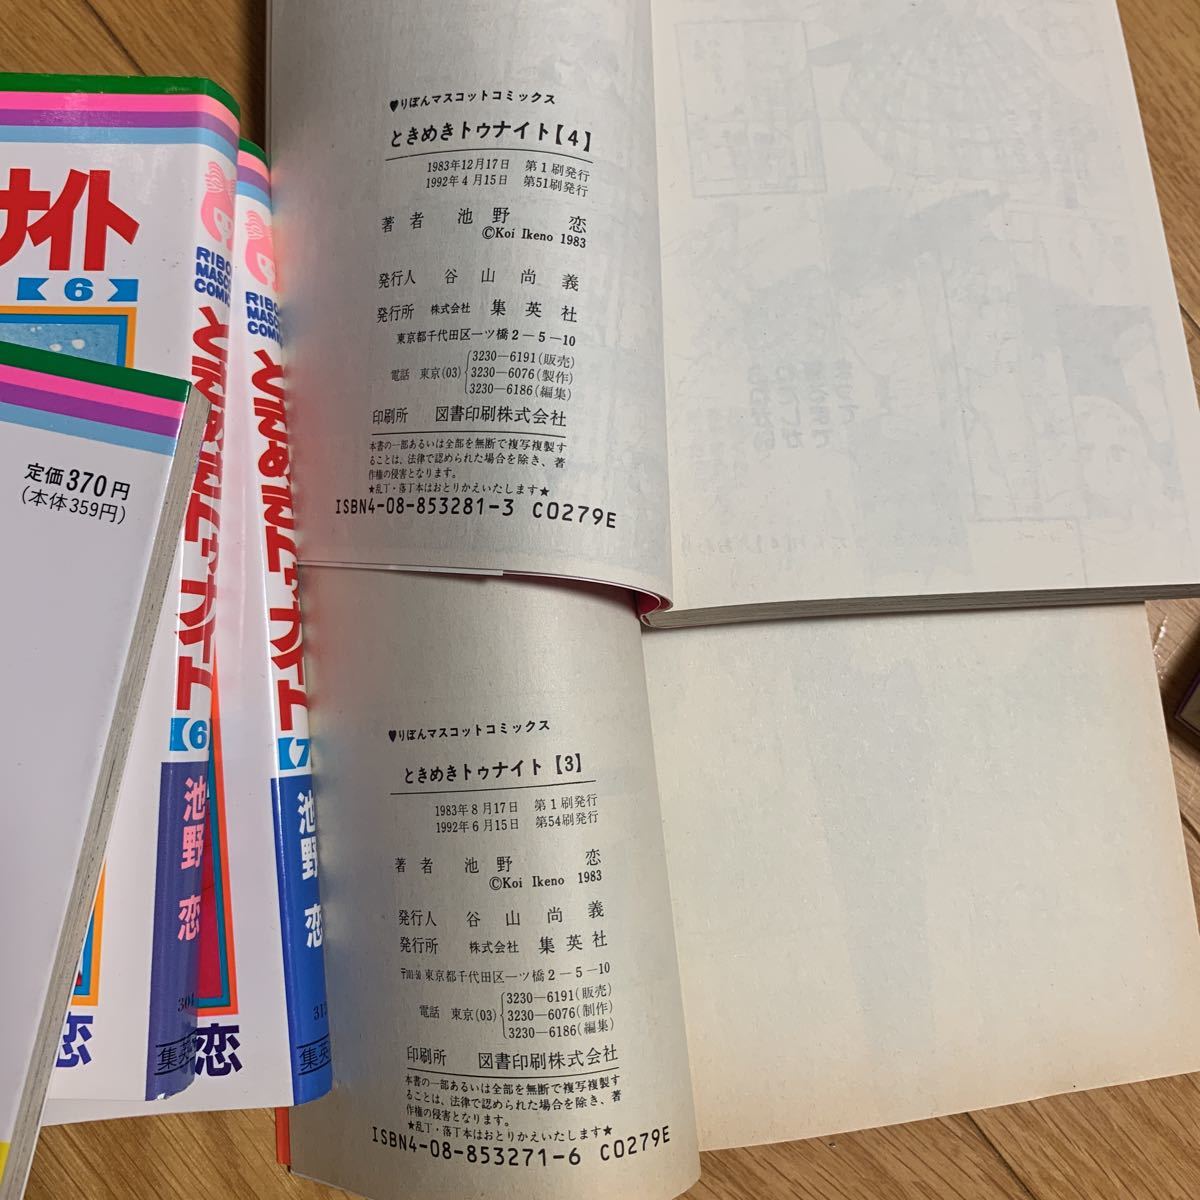 ♥りぼんマスコットコミックス
ときめきトゥナイト【4】
1983年12月17日 第1刷発行
1992年4月15日 第51刷発行
著者 池野 恋
©Koi Ikeno 1983
発行人 谷山尚義
発行所 株式会社 集英社
東京都千代田区一ツ橋2-5-10
電話 東京(03)
3230-6191(販売)
3230-6076(製作)
3230-6186(編集)
印刷所 図書印刷株式会社
本書の一部あるいは全部を無断で複写複製す
ることは、法律で認められた場合を除き、著
作権の侵害となります。
★乱丁・落丁本はおとりかえいたします★
ISBN4-08-853281-3 C0279E
♥りぼんマスコットコミックス
ときめきトゥナイト【3】
1983年8月17日 第1刷発行
1992年6月15日 第54刷発行
著者 池野 恋
©Koi Ikeno 1983
発行人 谷山尚義
発行所 株式会社 集英社
〒101-50 東京都千代田区一ツ橋2-5-10
電話 東京(03)
3230-6191(販売)
3230-6076(制作)
3230-6186(編集)
印刷所 図書印刷株式会社
本書の一部あるいは全部を無断で複写複製す
ることは、法律で認められた場合を除き、著
作権の侵害となります。
★乱丁・落丁本はおとりかえいたします★
ISBN4-08-853271-6 C0279E
ナイト
【6】
定価370円
(本体359円)
RIBO
MASCO
COMI
ときめきトゥナイト
【6】
池野 恋
304
集英
恋
RIBO
MASCO
COMI
ときめきトゥナイト
【7】
池野 恋
313
集英
恋